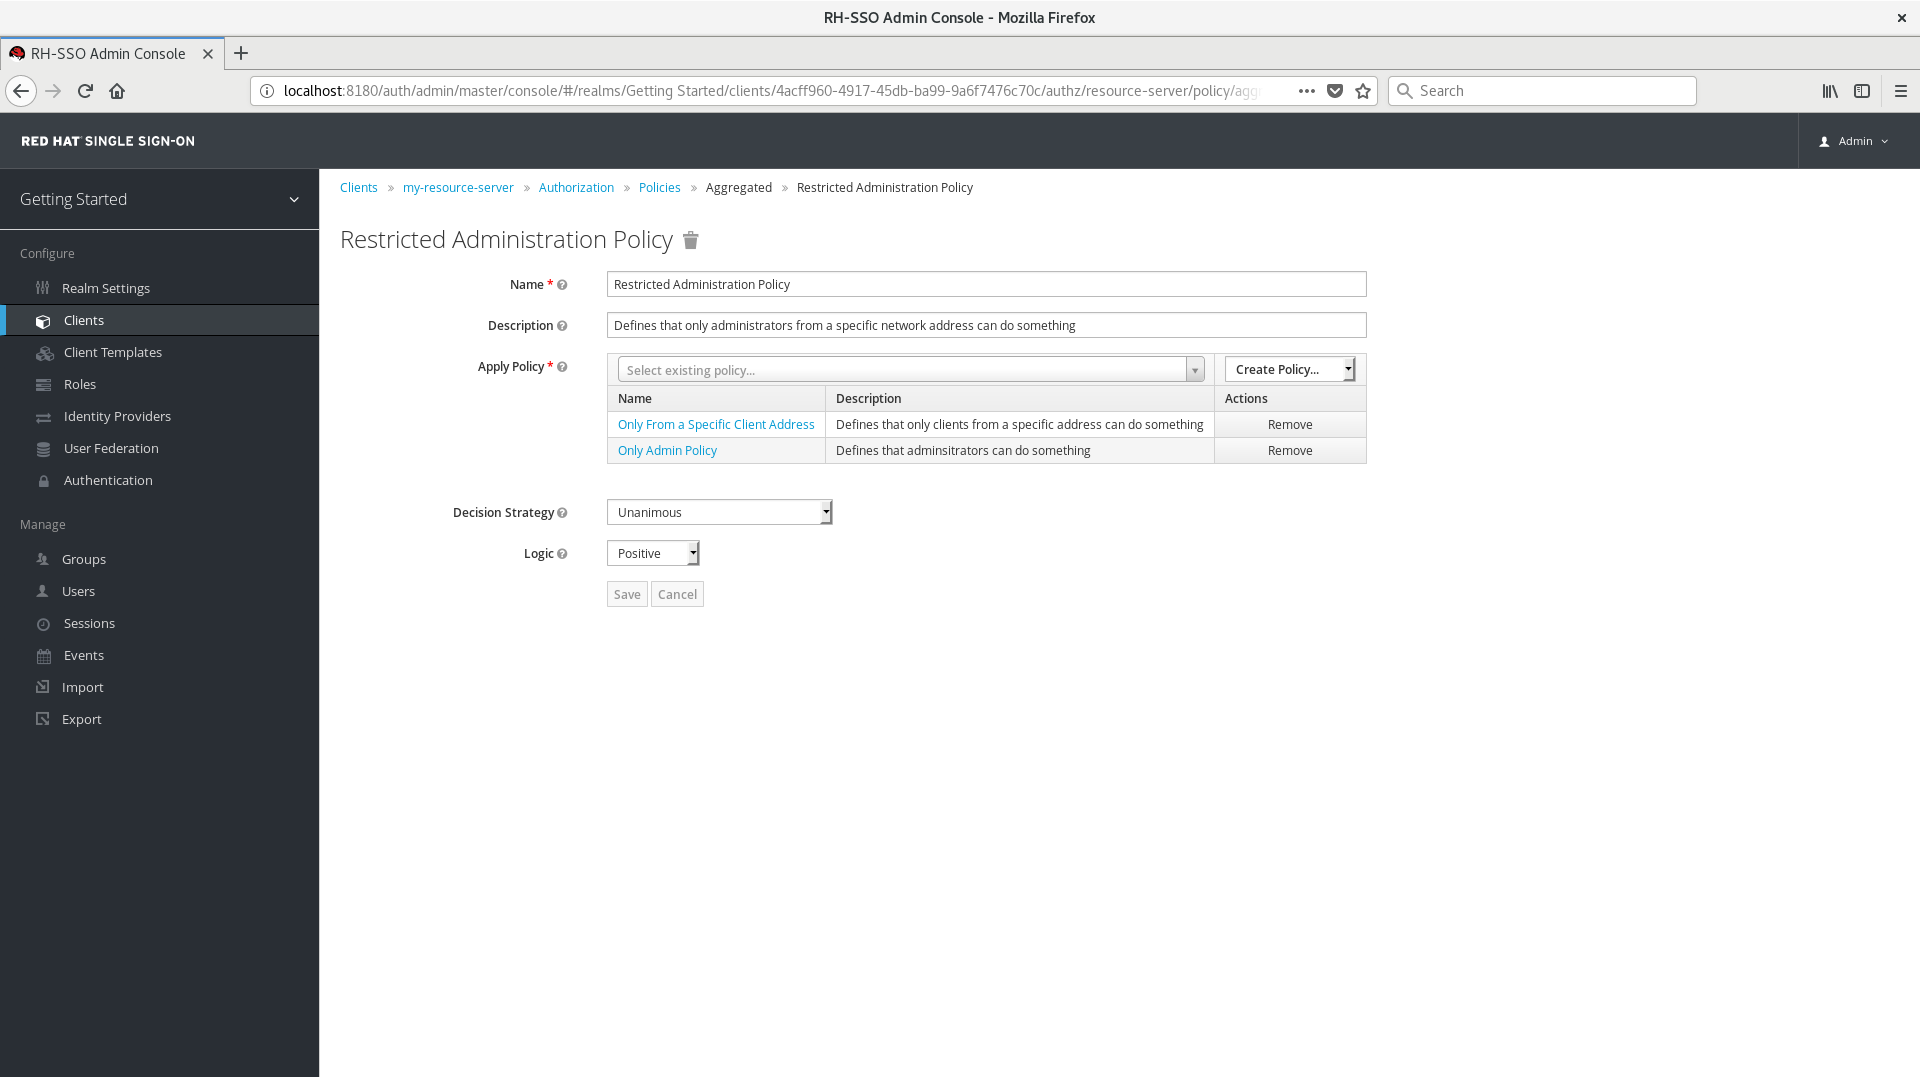 RH-SSO Admin Console - Mozilla Firefox
RH-SSO Admin Console
localhost:8180/auth/admin/master/console/#/realms/Getting Started/clients/4acff960-4917-45db-ba99-9a6f7476c70c/authz/resource-server/policy/agg
Search
RED HAT SINGLE SIGN-ON
Admin
Getting Started
Configure
Realm Settings
Clients
Client Templates
Roles
Identity Providers
User Federation
Authentication
Manage
Groups
Users
Sessions
Events
Import
Export
Clients » my-resource-server » Authorization » Policies » Aggregated » Restricted Administration Policy
Restricted Administration Policy
Name * Restricted Administration Policy
Description Defines that only administrators from a specific network address can do something
Apply Policy * Select existing policy... Create Policy...
Name Description Actions
Only From a Specific Client Address Defines that only clients from a specific address can do something Remove
Only Admin Policy Defines that adminsitrators can do something Remove
Decision Strategy Unanimous
Logic Positive
Save Cancel